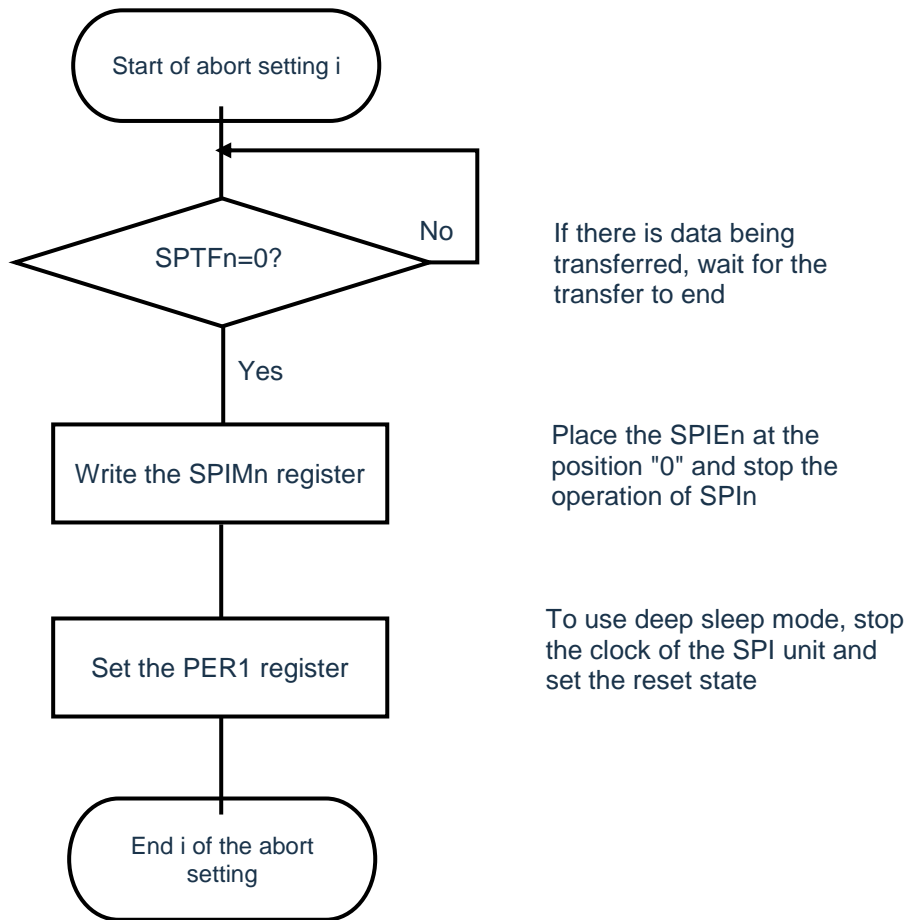 Start of abort setting i
No
SPTFn=0?
If there is data being
transferred, wait for the
transfer to end
Yes
Write the SPIMn register
Place the SPIEn at the
position "0" and stop the
operation of SPIn
Set the PER1 register
To use deep sleep mode, stop
the clock of the SPI unit and
set the reset state
End i of the abort
setting